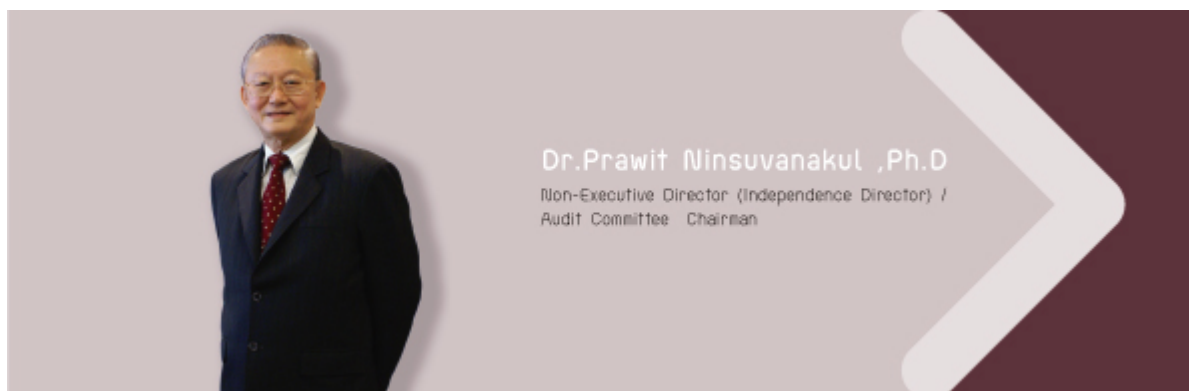 Dr.Prawit Ninsuvanakul ,Ph.D
Non-Executive Director (Independence Director) /
Audit Committee Chairman